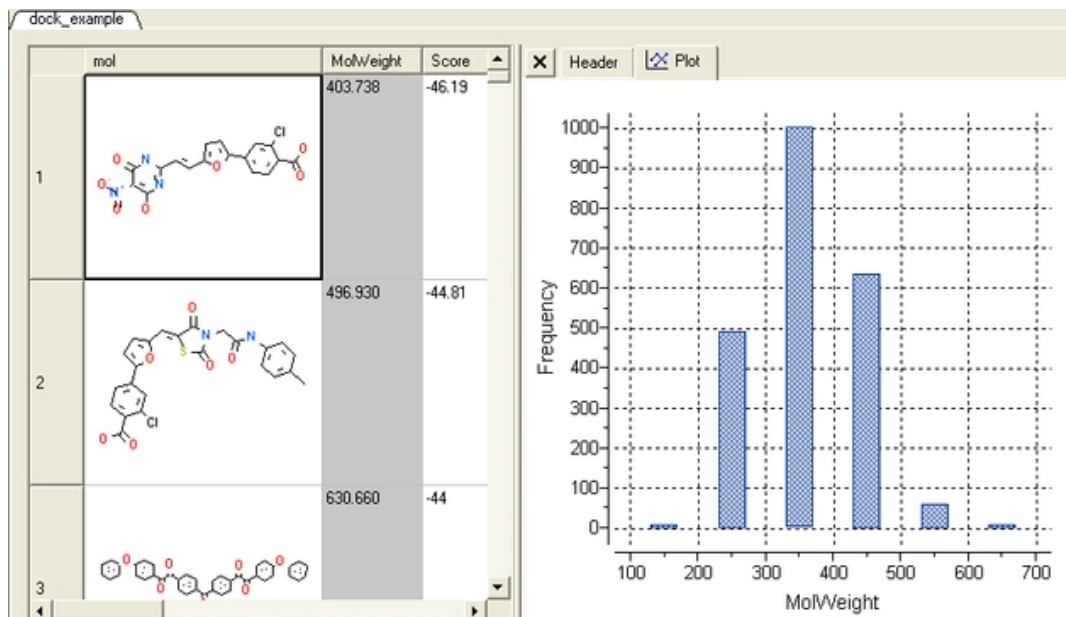 dock_example
mol MolWeight Score
1 403.738 -46.19
Cl
O N O
O
N O
O N
H O
2 496.930 -44.81
O
N N
O S O O
Cl
O O
3 630.660 -44
O O O O O O
O O O
Header Plot
Frequency
1000
900
800
700
600
500
400
300
200
100
0
100 200 300 400 500 600 700
MolWeight